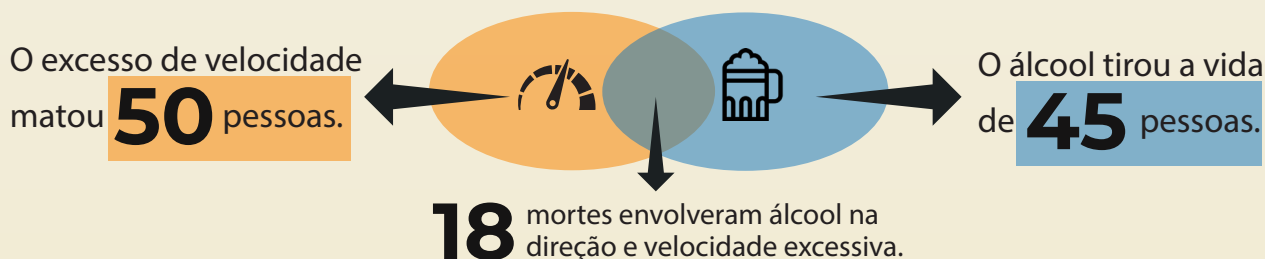 O excesso de velocidade
matou 50 pessoas.
O álcool tirou a vida
de 45 pessoas.
18 mortes envolveram álcool na
direção e velocidade excessiva.